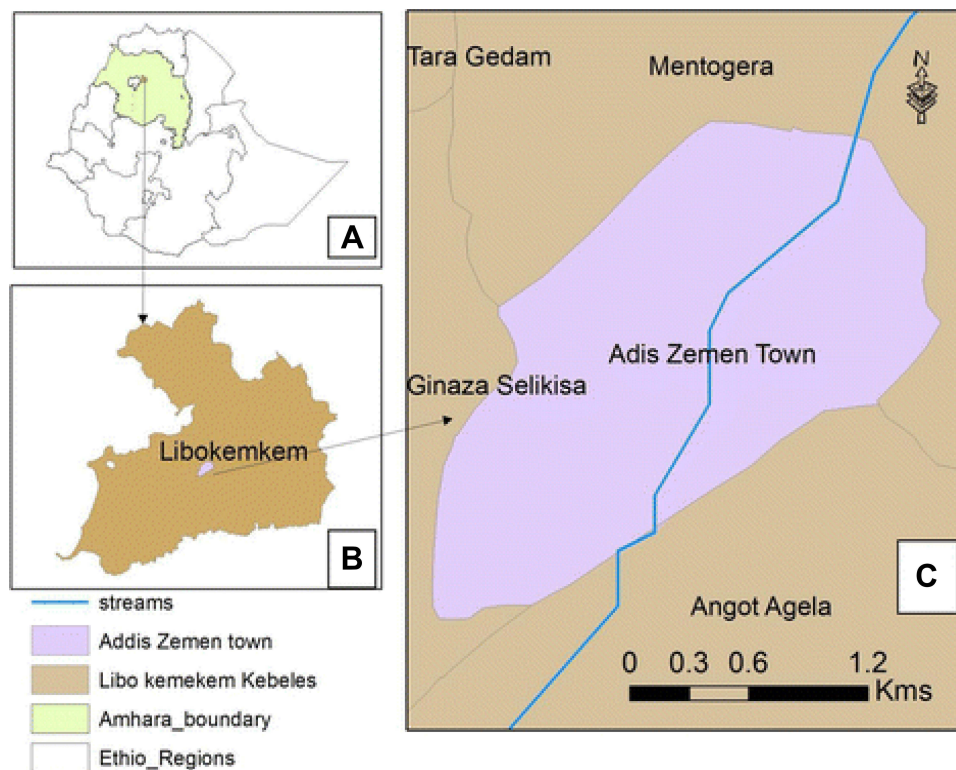 A
Libokemkem
B
streams
Addis Zemen town
Libo kemekem Kebeles
Amhara_boundary
Ethio_Regions
Tara Gedam
Mentogera
N
Adis Zemen Town
Ginaza Selikisa
C
Angot Agela
0 0.3 0.6 1.2
Kms